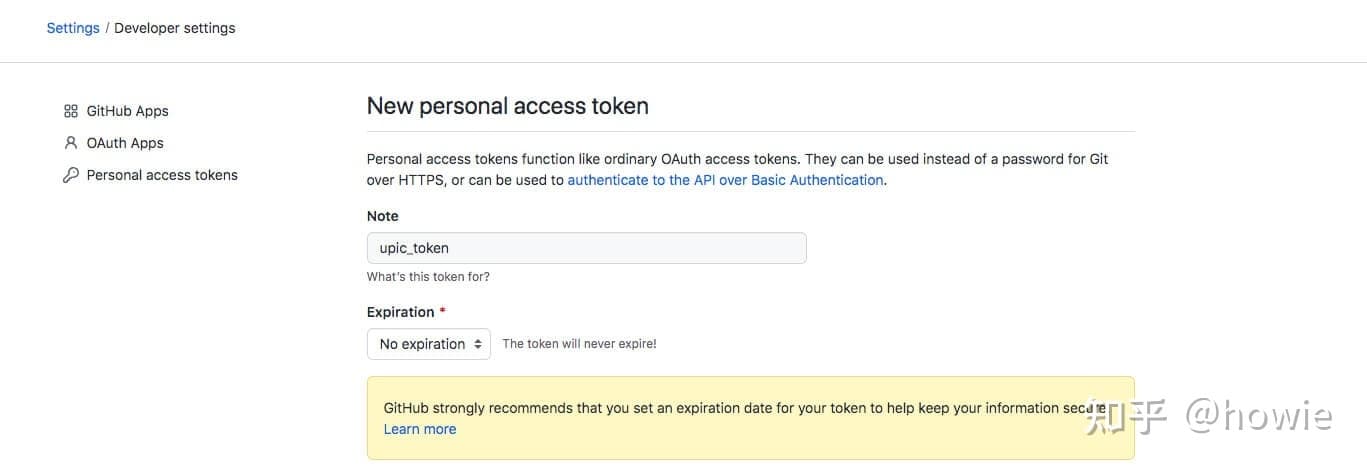 Settings / Developer settings
GitHub Apps
OAuth Apps
Personal access tokens
New personal access token
Personal access tokens function like ordinary OAuth access tokens. They can be used instead of a password for Git
over HTTPS, or can be used to authenticate to the API over Basic Authentication.
Note
upic_token
What's this token for?
Expiration *
No expiration
The token will never expire!
GitHub strongly recommends that you set an expiration date for your token to help keep your information secure.
Learn more
知乎 @howie